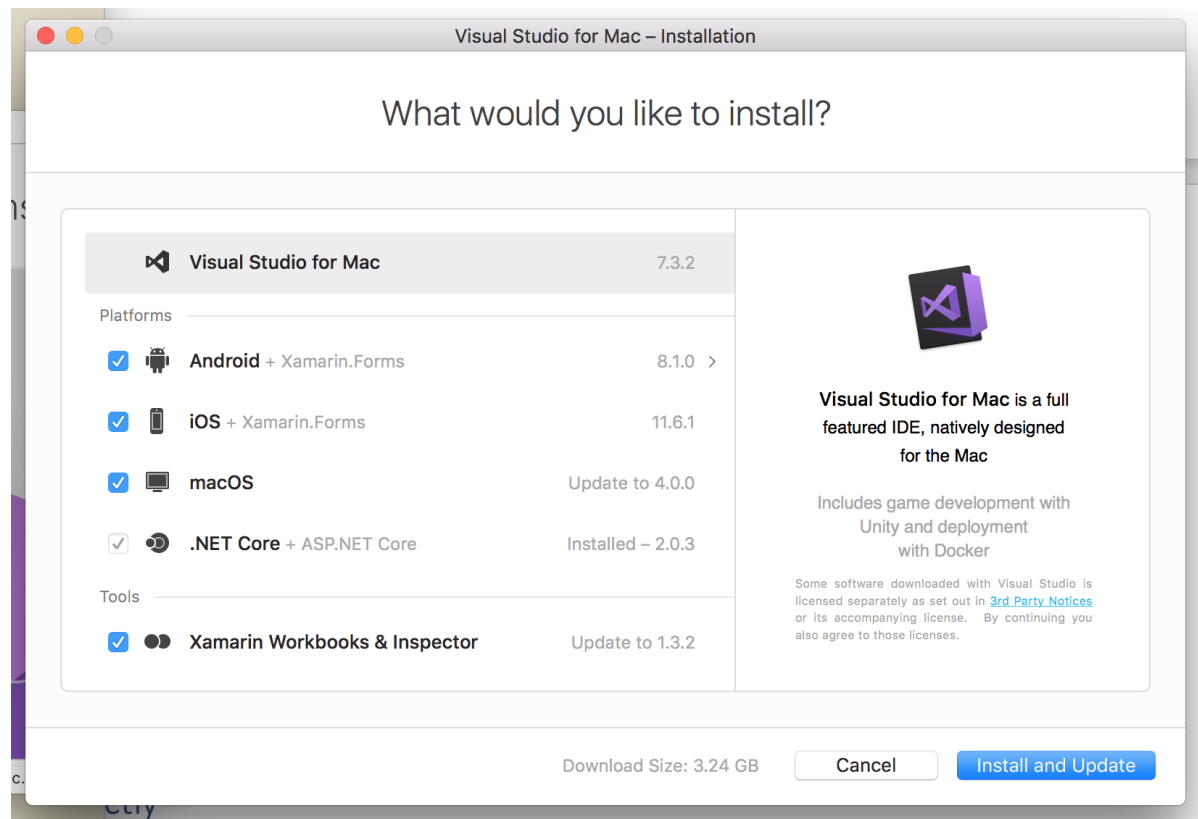 Visual Studio for Mac – Installation
What would you like to install?
Visual Studio for Mac 7.3.2
Platforms
Android + Xamarin.Forms 8.1.0
iOS + Xamarin.Forms 11.6.1
macOS Update to 4.0.0
.NET Core + ASP.NET Core Installed – 2.0.3
Tools
Xamarin Workbooks & Inspector Update to 1.3.2
Visual Studio for Mac is a full
featured IDE, natively designed
for the Mac
Includes game development with
Unity and deployment
with Docker
Some software downloaded with Visual Studio is
licensed separately as set out in 3rd Party Notices
or its accompanying license. By continuing you
also agree to those licenses.
Download Size: 3.24 GB
Cancel
Install and Update